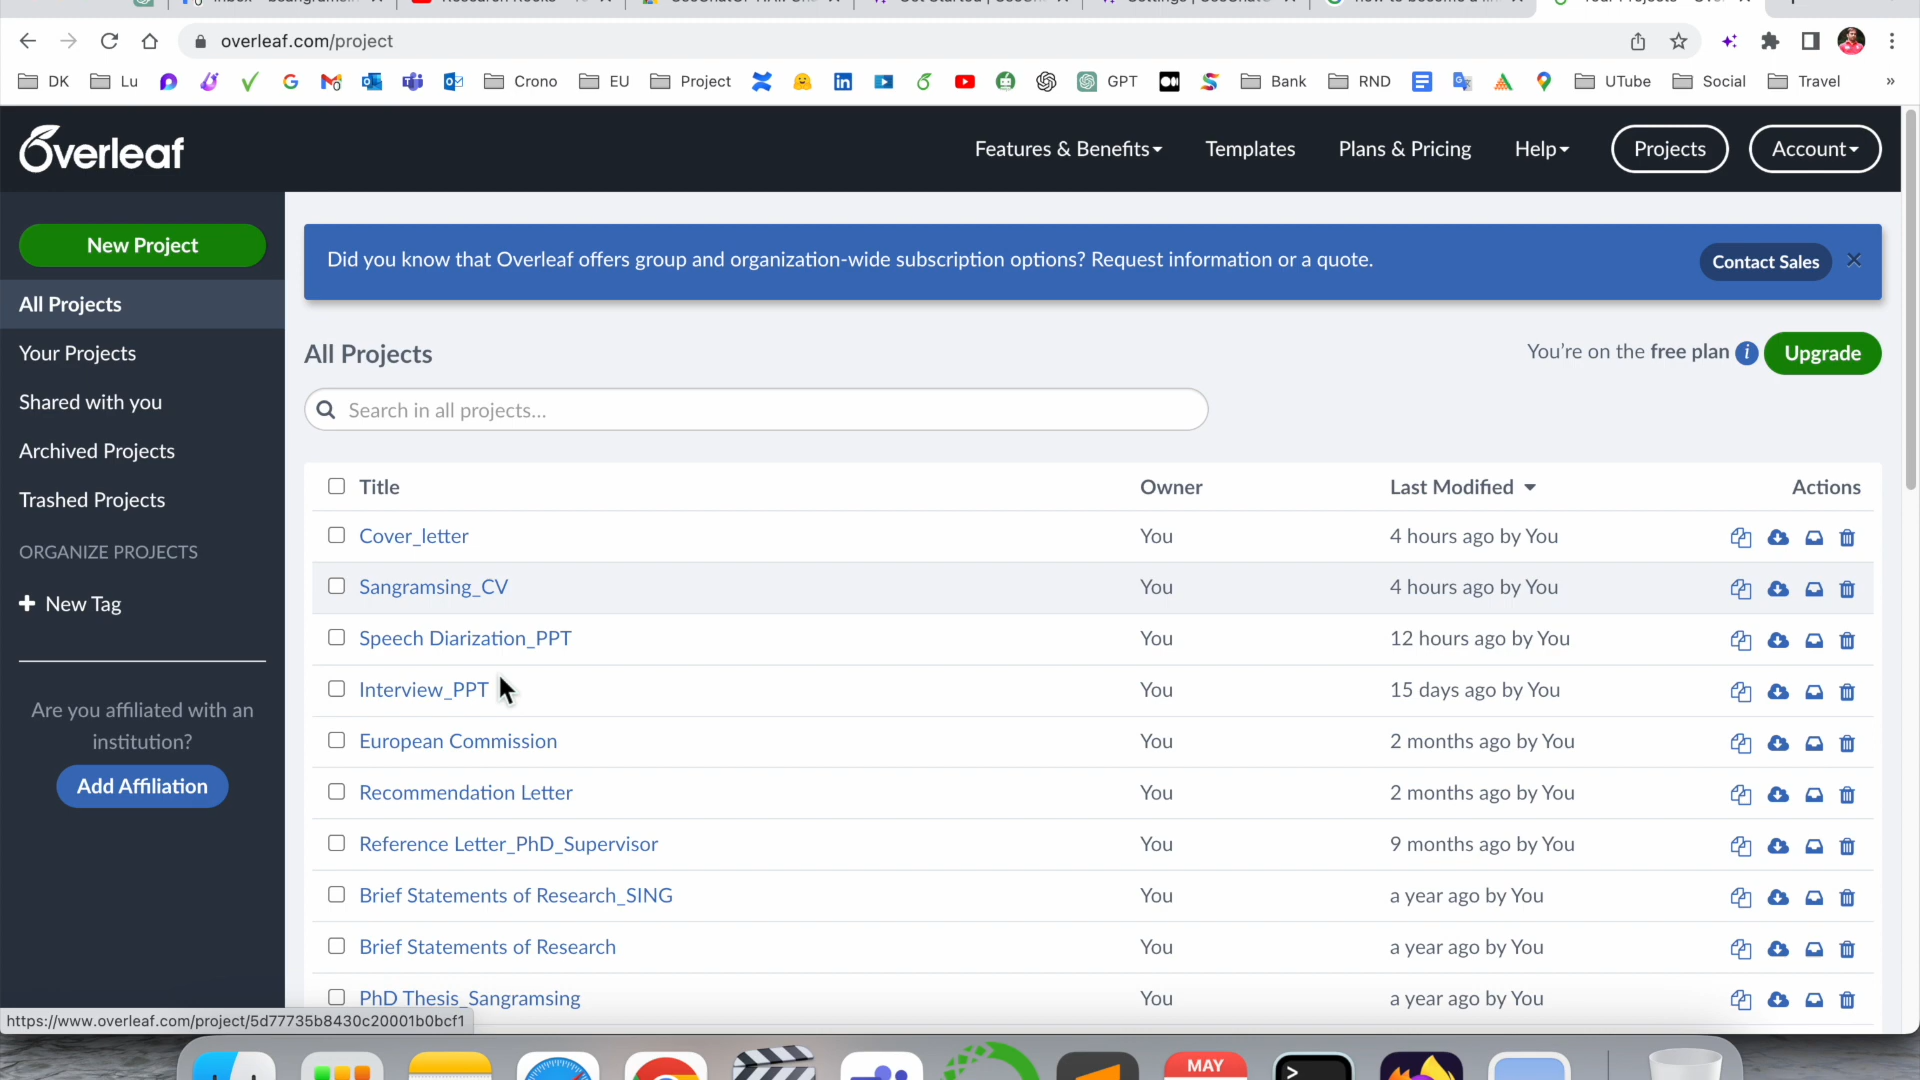 overleaf.com/project
DK Lu Crono EU Project GPT Bank RND UTube Social Travel »
Overleaf
Features & Benefits Templates Plans & Pricing Help Projects Account
New Project
Did you know that Overleaf offers group and organization-wide subscription options? Request information or a quote.
Contact Sales
All Projects
Your Projects
Shared with you
Archived Projects
Trashed Projects
ORGANIZE PROJECTS
New Tag
Are you affiliated with an
institution?
Add Affiliation
All Projects
You're on the free plan i Upgrade
Search in all projects...
Title Owner Last Modified Actions
Cover_letter You 4 hours ago by You
Sangramsing_CV You 4 hours ago by You
Speech Diarization_PPT You 12 hours ago by You
Interview_PPT You 15 days ago by You
European Commission You 2 months ago by You
Recommendation Letter You 2 months ago by You
Reference Letter_PhD_Supervisor You 9 months ago by You
Brief Statements of Research_SING You a year ago by You
Brief Statements of Research You a year ago by You
PhD Thesis_Sangramsing You a year ago by You
https://www.overleaf.com/project/5d77735b8430c20001b0bcf1
MAY